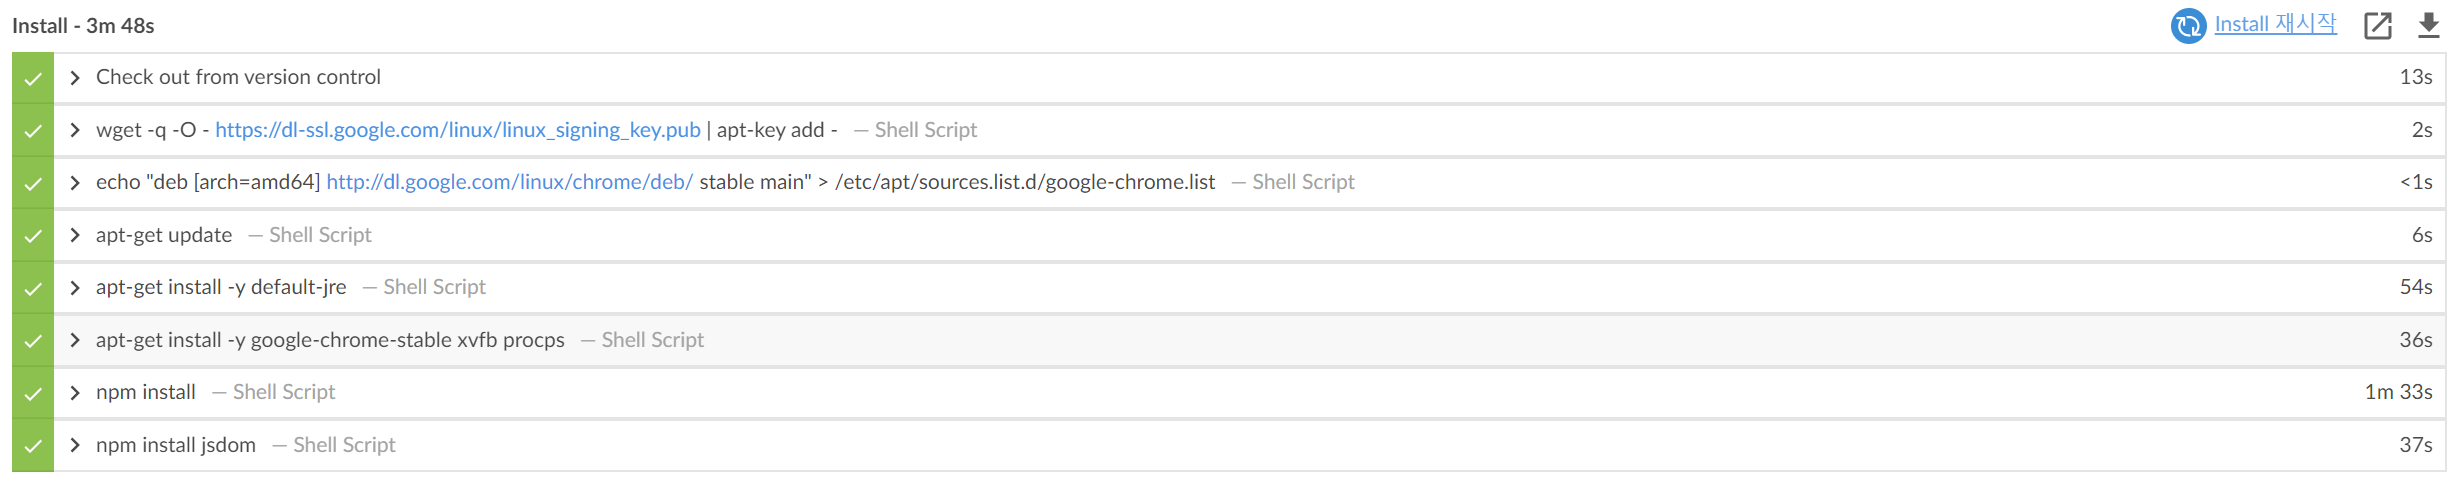 Install - 3m 48s Install 재시작
Check out from version control 13s
wget -q -O - https://dl-ssl.google.com/linux/linux_signing_key.pub | apt-key add - — Shell Script 2s
echo "deb [arch=amd64] http://dl.google.com/linux/chrome/deb/ stable main" > /etc/apt/sources.list.d/google-chrome.list — Shell Script <1s
apt-get update — Shell Script 6s
apt-get install -y default-jre — Shell Script 54s
apt-get install -y google-chrome-stable xvfb procps — Shell Script 36s
npm install — Shell Script 1m 33s
npm install jsdom — Shell Script 37s